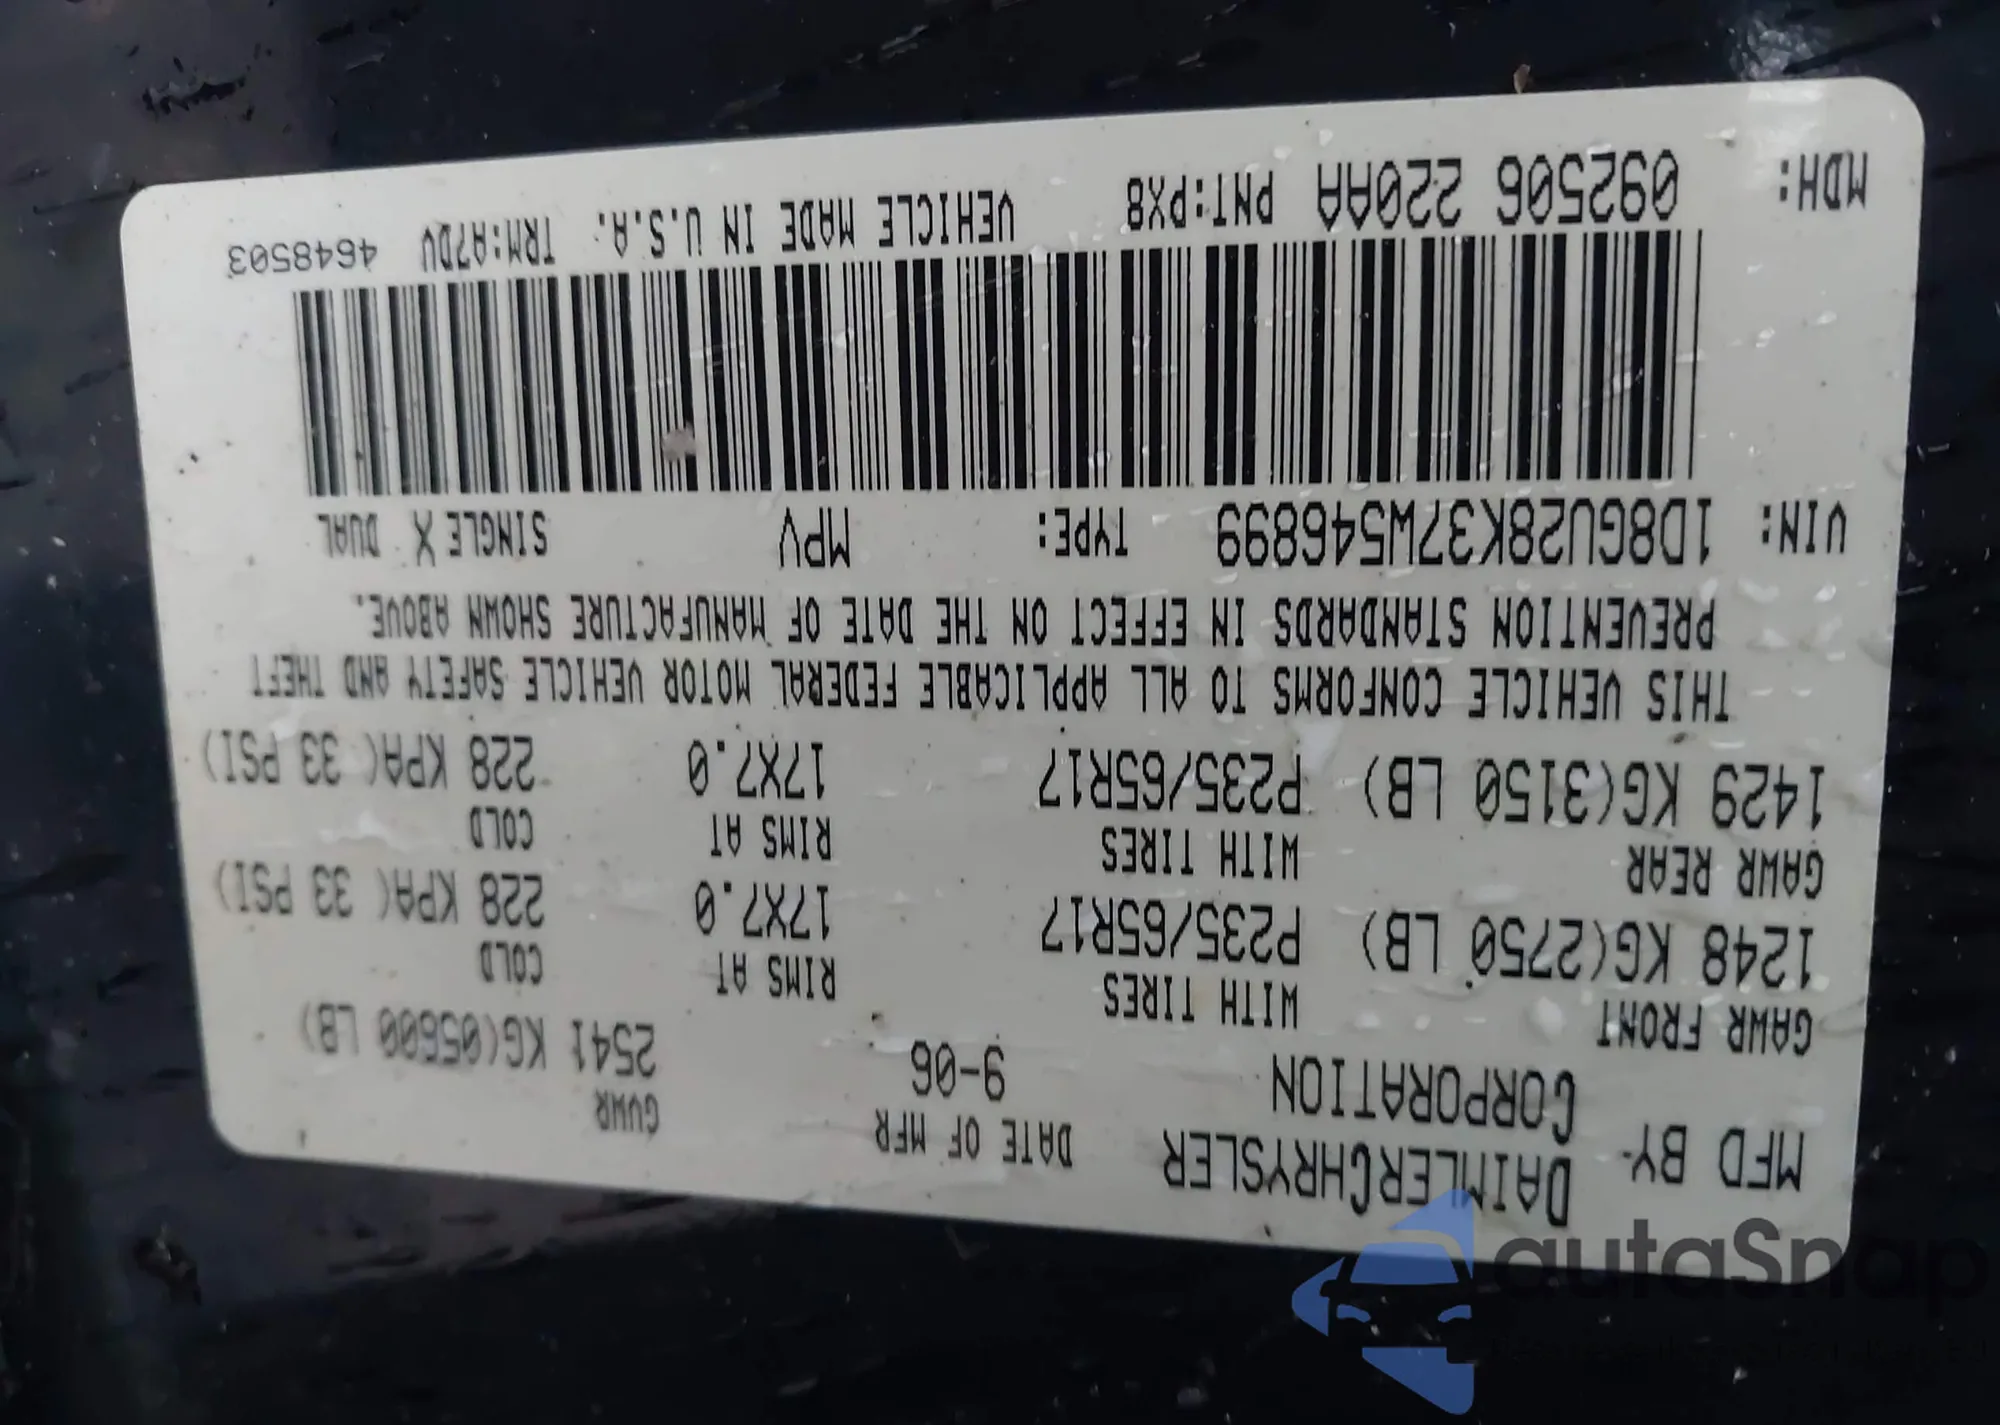 MFD BY- DAIMLERCHRYSLER CORPORATION DATE OF MFR 9-06 GVWR 2541 KG(05600 LB)
GAWR FRONT WITH TIRES RIMS AT COLD
1248 KG(2750 LB) P235/65R17 17X7.0 228 KPA( 33 PSI)
GAWR REAR WITH TIRES RIMS AT COLD
1429 KG(3150 LB) P235/65R17 17X7.0 228 KPA( 33 PSI)
THIS VEHICLE CONFORMS TO ALL APPLICABLE FEDERAL MOTOR VEHICLE SAFETY AND THEFT
PREVENTION STANDARDS IN EFFECT ON THE DATE OF MANUFACTURE SHOWN ABOVE.
VIN: 1D8GU28K37W546899 TYPE: MPV SINGLE X DUAL
MDH: 092506 220AA PNT:PX8 VEHICLE MADE IN U.S.A. TRM:A7DV 4648503
autaSnap